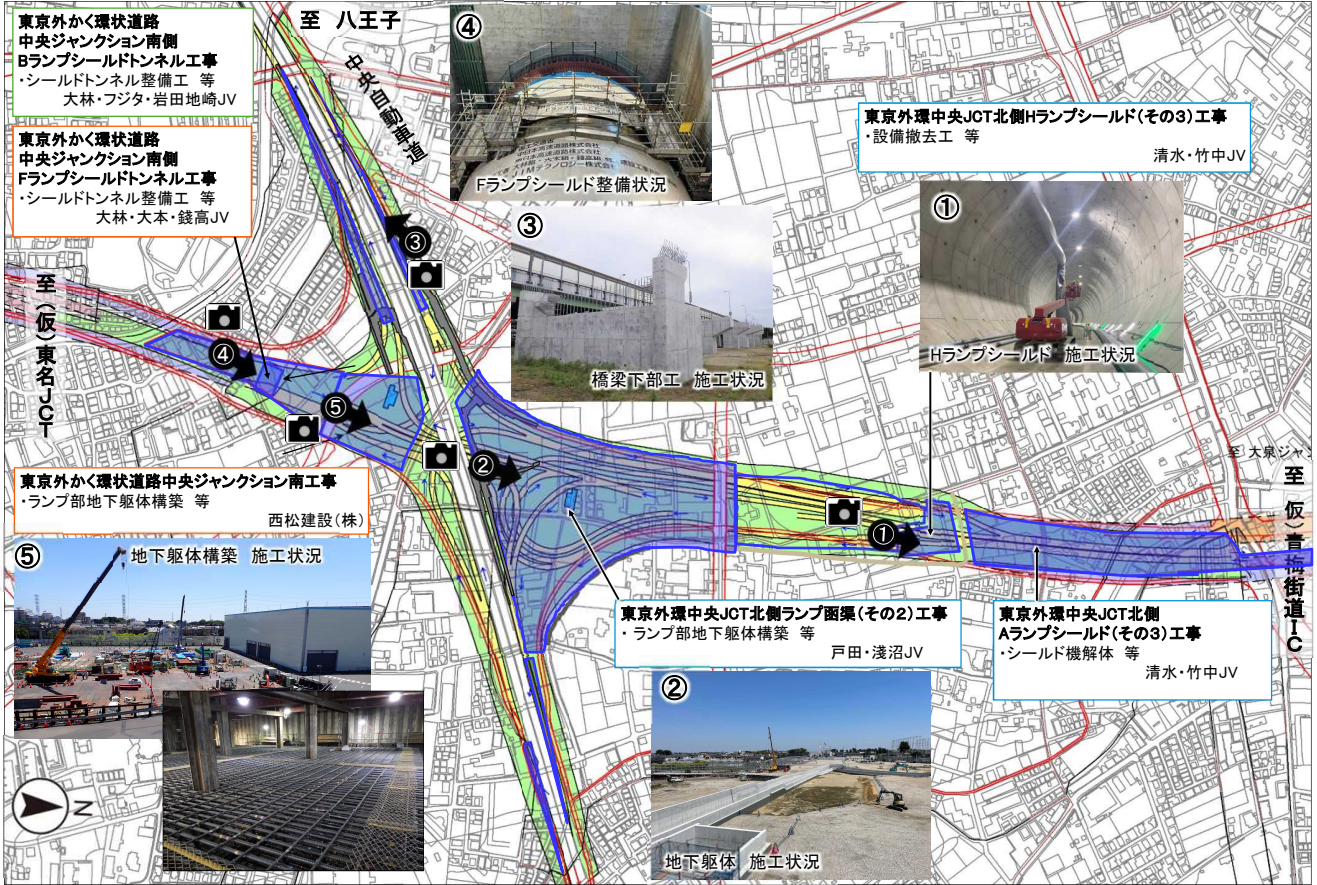 東京外かく環状道路
中央ジャンクション南側
Bランプシールドトンネル工事
・シールドトンネル整備工 等
大林・フジタ・岩田地崎JV
東京外かく環状道路
中央ジャンクション南側
Fランプシールドトンネル工事
・シールドトンネル整備工 等
大林・大本・錢高JV
至 八王子
中央自動車道
④
Fランプシールド整備状況
東京外環中央JCT北側Hランプシールド(その3)工事
・設備撤去工 等
清水・竹中JV
①
Hランプシールド 施工状況
③
橋梁下部工 施工状況
③
至(仮)東名JCT
④
⑤
②
①
至 大泉ジャン
至 仮)青梅街道IC
東京外かく環状道路中央ジャンクション南工事
・ランプ部地下躯体構築 等
西松建設(株)
⑤
地下躯体構築 施工状況
東京外環中央JCT北側ランプ函渠(その2)工事
・ランプ部地下躯体構築 等
戸田・淺沼JV
東京外環中央JCT北側
Aランプシールド(その3)工事
・シールド機解体 等
清水・竹中JV
②
地下躯体 施工状況
N